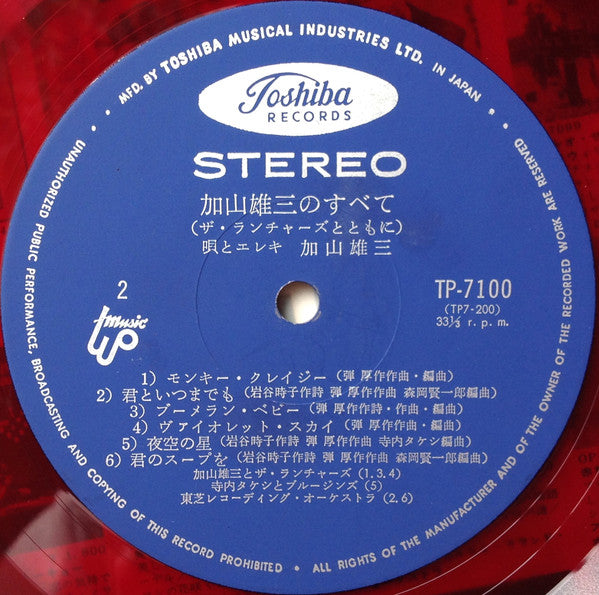 MFD. BY TOSHIBA MUSICAL INDUSTRIES LTD. IN JAPAN
Toshiba
RECORDS
STEREO
加山雄三のすべて
(ザ・ランチャーズとともに)
唄とエレキ 加山雄三
2
TP-7100
(TP7-200)
33⅓ r. p. m.
music
1) モンキー・クレイジー (弾 厚作作曲・編曲)
2) 君といつまでも (岩谷時子作詩 弾 厚作作曲 森岡賢一郎編曲)
3) ブーメラン・ベビー (弾 厚作作詩・作曲・編曲)
4) ヴァイオレット・スカイ (弾 厚作作曲・編曲)
5) 夜空の星 (岩谷時子作詩 弾 厚作作曲 寺内タケシ編曲)
6) 君のスープを (岩谷時子作詩 弾 厚作作曲 森岡賢一郎編曲)
加山雄三とザ・ランチャーズ (1.3.4)
寺内タケシとブルージンズ (5)
東芝レコーディング・オーケストラ (2.6)
UNAUTHORIZED PUBLIC PERFORMANCE, BROADCASTING AND COPYING OF THIS RECORD PROHIBITED • ALL RIGHTS OF THE MANUFACTURER AND OF THE OWNER OF THE RECORDED WORK ARE RESERVED